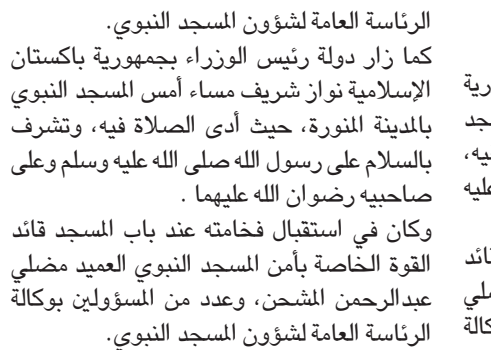 الرئاسة العامة لشؤون المسجد النبوي.
كما زار دولة رئيس الوزراء بجمهورية باكستان
الإسلامية نواز شريف مساء أمس المسجد النبوي
بالمدينة المنورة، حيث أدى الصلاة فيه، وتشرف
بالسلام على رسول الله صلى الله عليه وسلم وعلى
صاحبيه رضوان الله عليهما .
وكان في استقبال فخامته عند باب المسجد قائد
القوة الخاصة بأمن المسجد النبوي العميد مضلي
عبدالرحمن المشحن، وعدد من المسؤولين بوكالة
الرئاسة العامة لشؤون المسجد النبوي.